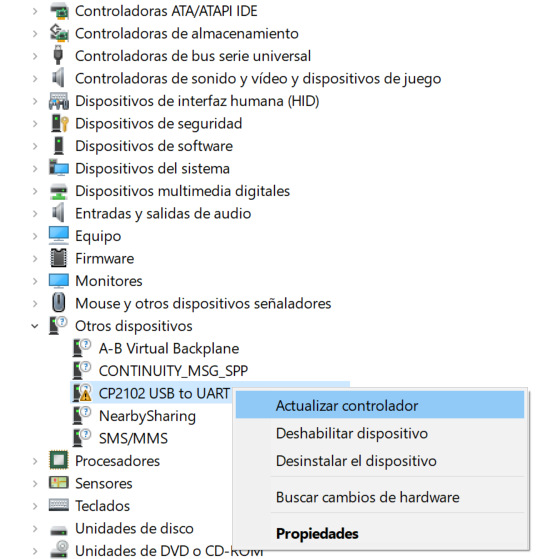 Controladoras ATA/ATAPI IDE
Controladoras de almacenamiento
Controladoras de bus serie universal
Controladoras de sonido y vídeo y dispositivos de juego
Dispositivos de interfaz humana (HID)
Dispositivos de seguridad
Dispositivos de software
Dispositivos del sistema
Dispositivos multimedia digitales
Entradas y salidas de audio
Equipo
Firmware
Monitores
Mouse y otros dispositivos señaladores
Otros dispositivos
A-B Virtual Backplane
CONTINUITY_MSG_SPP
CP2102 USB to UART
NearbySharing
SMS/MMS
Procesadores
Sensores
Teclados
Unidades de disco
Unidades de DVD o CD-ROM
Actualizar controlador
Deshabilitar dispositivo
Desinstalar el dispositivo
Buscar cambios de hardware
Propiedades